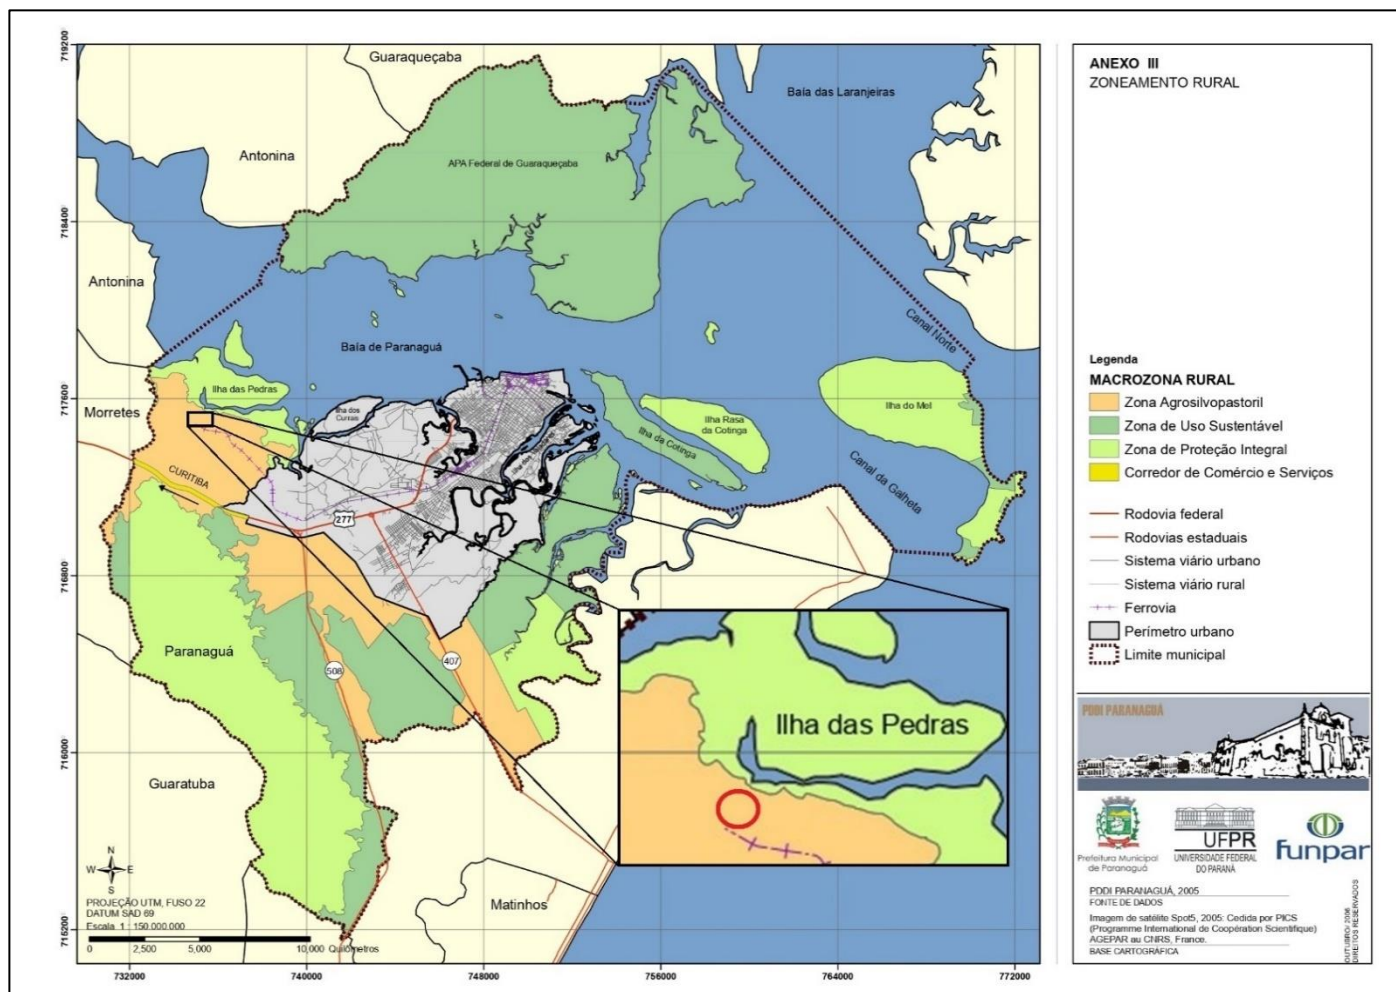 ANEXO III
ZONEAMENTO RURAL
719200
718400
717600
716800
716000
715200
732000
740000
748000
756000
764000
772000
Guaraqueçaba
Baía das Laranjeiras
Antonina
APA Federal de Guaraqueçaba
Antonina
Canal Norte
Baía de Paranaguá
Ilha das Pedras
Morretes
Ilha dos Currais
Ilha Rasa
da Cotinga
Ilha da Cotinga
Ilha do Mel
Canal da Galheta
CURITIBA
277
Paranaguá
508
407
Ilha das Pedras
Guaratuba
Matinhos
N
W E
S
PROJEÇÃO UTM, FUSO 22
DATUM SAD 69
Escala 1 : 150.000.000
0 2,500 5,000 10,000 Quilômetros
Legenda
MACROZONA RURAL
Zona Agrosilvopastoril
Zona de Uso Sustentável
Zona de Proteção Integral
Corredor de Comércio e Serviços
Rodovia federal
Rodovias estaduais
Sistema viário urbano
Sistema viário rural
Ferrovia
Perímetro urbano
Limite municipal
PDDI PARANAGUÁ
Prefeitura Municipal
de Paranaguá
UFPR
UNIVERSIDADE FEDERAL
DO PARANÁ
funpar
PDDI PARANAGUÁ, 2005
FONTE DE DADOS
Imagem de satélite Spot5, 2005: Cedida por PICS
(Programme International de Coopération Scientifique)
AGEPAR au CNRS, France.
BASE CARTOGRÁFICA
OUTUBRO/ 2006
DIREITOS RESERVADOS